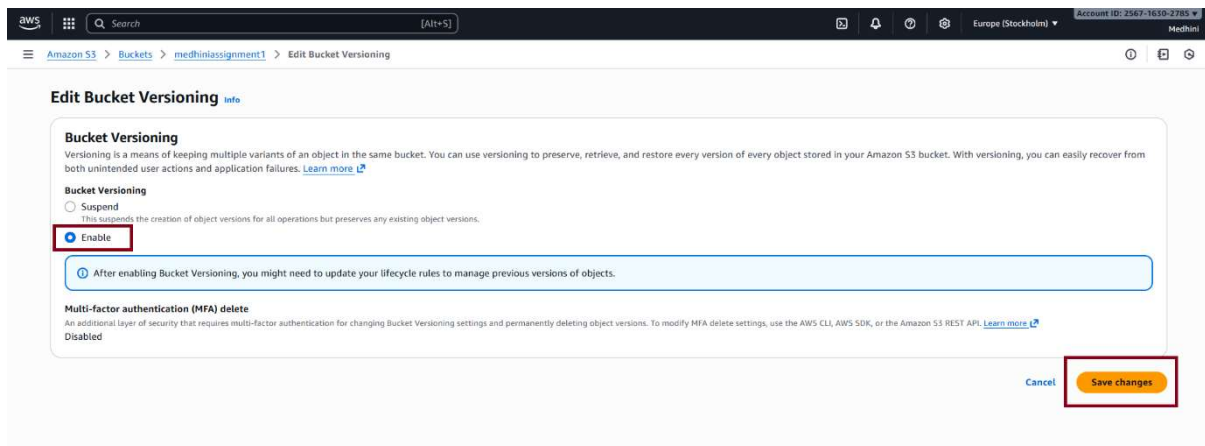 aws
Search
[Alt+S]
Europe (Stockholm) ▼
Account ID: 2567-1630-2785 ▼
Medhini
Amazon S3 > Buckets > medhiniassignment1 > Edit Bucket Versioning
Edit Bucket Versioning Info
Bucket Versioning
Versioning is a means of keeping multiple variants of an object in the same bucket. You can use versioning to preserve, retrieve, and restore every version of every object stored in your Amazon S3 bucket. With versioning, you can easily recover from
both unintended user actions and application failures. Learn more
Bucket Versioning
Suspend
This suspends the creation of object versions for all operations but preserves any existing object versions.
Enable
After enabling Bucket Versioning, you might need to update your lifecycle rules to manage previous versions of objects.
Multi-factor authentication (MFA) delete
An additional layer of security that requires multi-factor authentication for changing Bucket Versioning settings and permanently deleting object versions. To modify MFA delete settings, use the AWS CLI, AWS SDK, or the Amazon S3 REST API. Learn more
Disabled
Cancel
Save changes